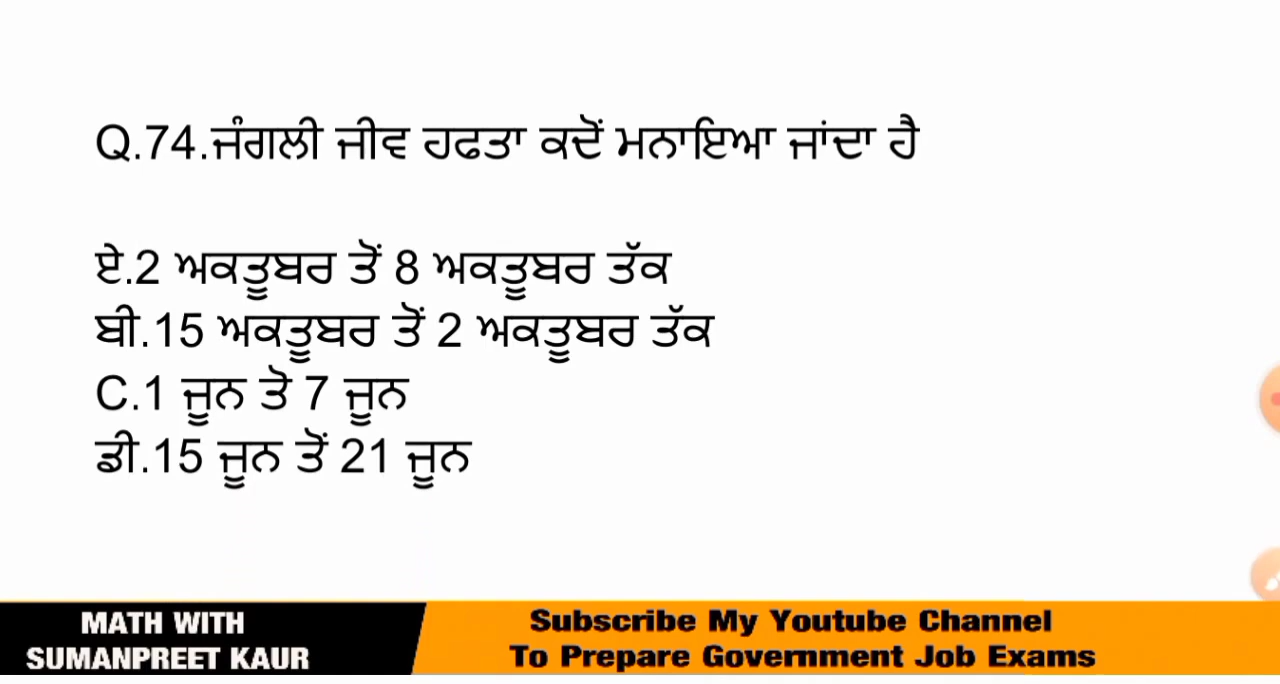 Q.74.ਜੰਗਲੀ ਜੀਵ ਹਫਤਾ ਕਦੋਂ ਮਨਾਇਆ ਜਾਂਦਾ ਹੈ
ਏ.2 ਅਕਤੂਬਰ ਤੋਂ 8 ਅਕਤੂਬਰ ਤੱਕ
ਬੀ.15 ਅਕਤੂਬਰ ਤੋਂ 2 ਅਕਤੂਬਰ ਤੱਕ
C.1 ਜੂਨ ਤੋ 7 ਜੂਨ
ਡੀ.15 ਜੂਨ ਤੋਂ 21 ਜੂਨ
MATH WITH
SUMANPREET KAUR
Subscribe My Youtube Channel
To Prepare Government Job Exams